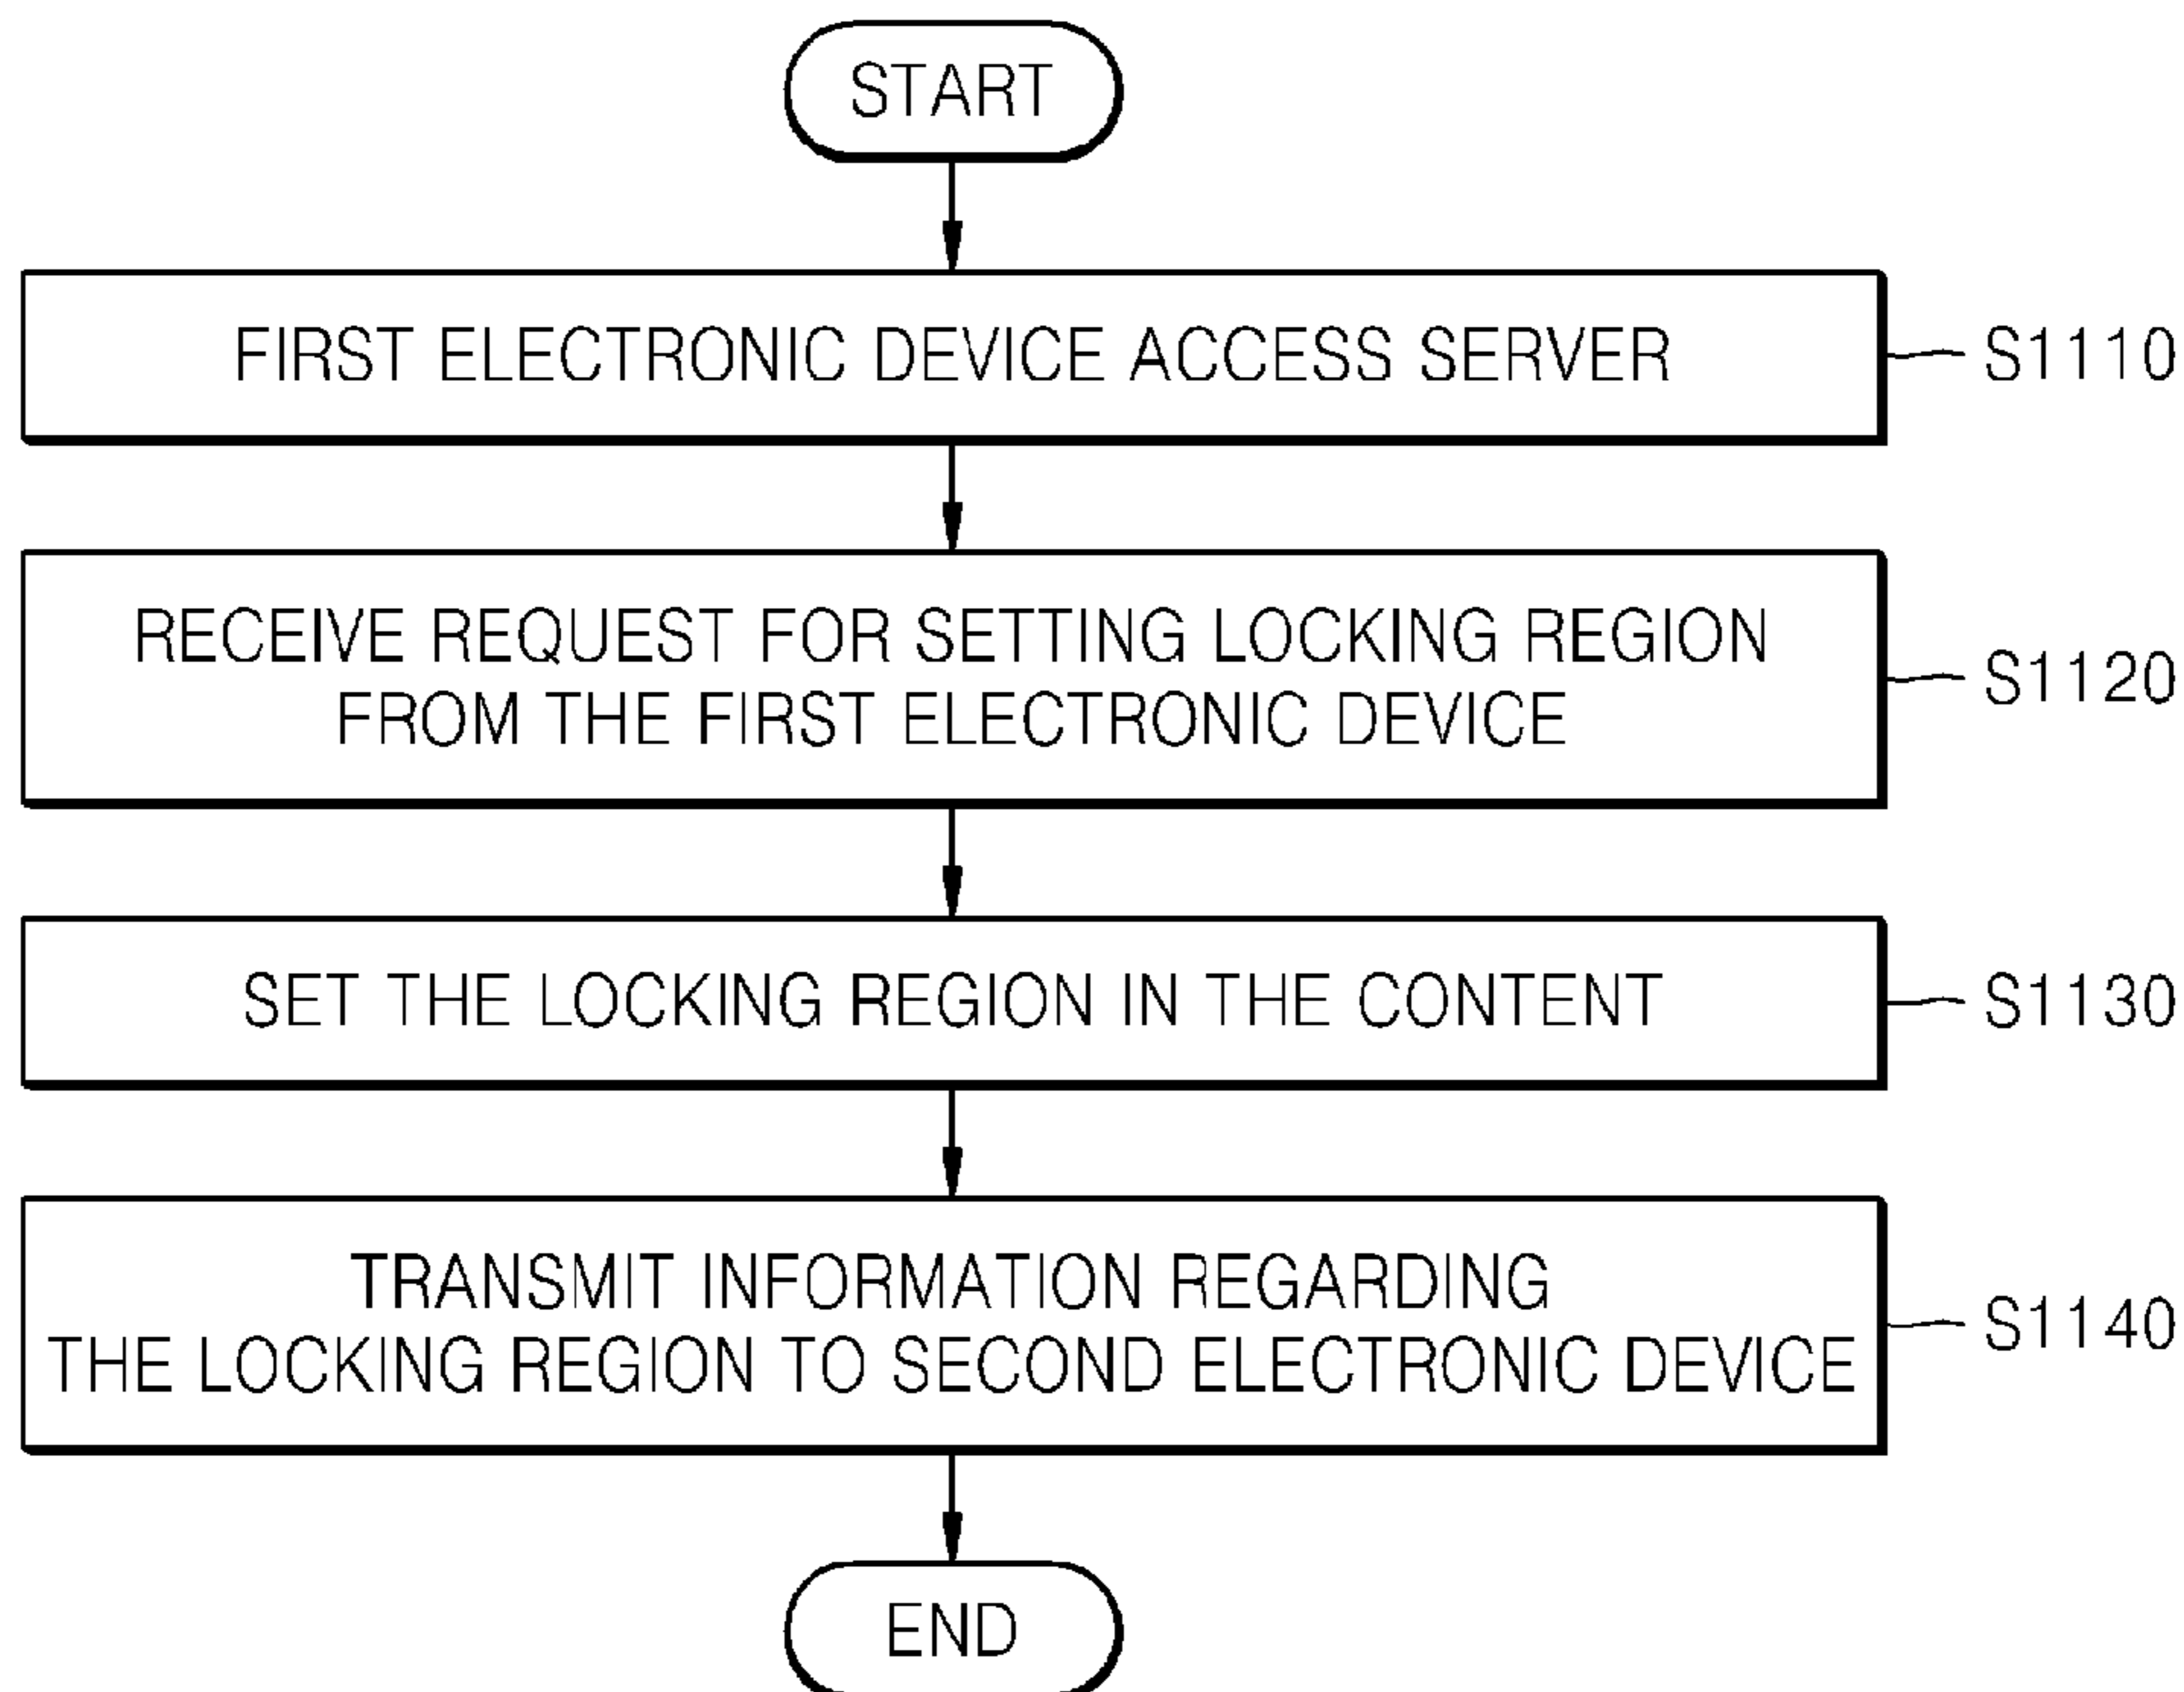 START
FIRST ELECTRONIC DEVICE ACCESS SERVER
S1110
RECEIVE REQUEST FOR SETTING LOCKING REGION
FROM THE FIRST ELECTRONIC DEVICE
S1120
SET THE LOCKING REGION IN THE CONTENT
S1130
TRANSMIT INFORMATION REGARDING
THE LOCKING REGION TO SECOND ELECTRONIC DEVICE
S1140
END